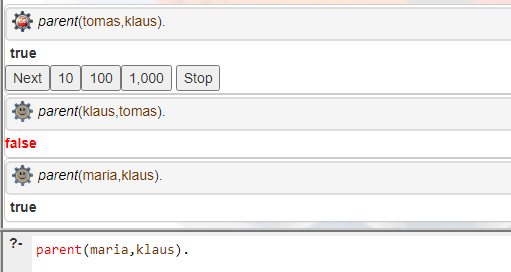 parent(tomas,klaus).
true
Next 10 100 1,000 Stop
parent(klaus,tomas).
false
parent(maria,klaus).
true
?- parent(maria,klaus).